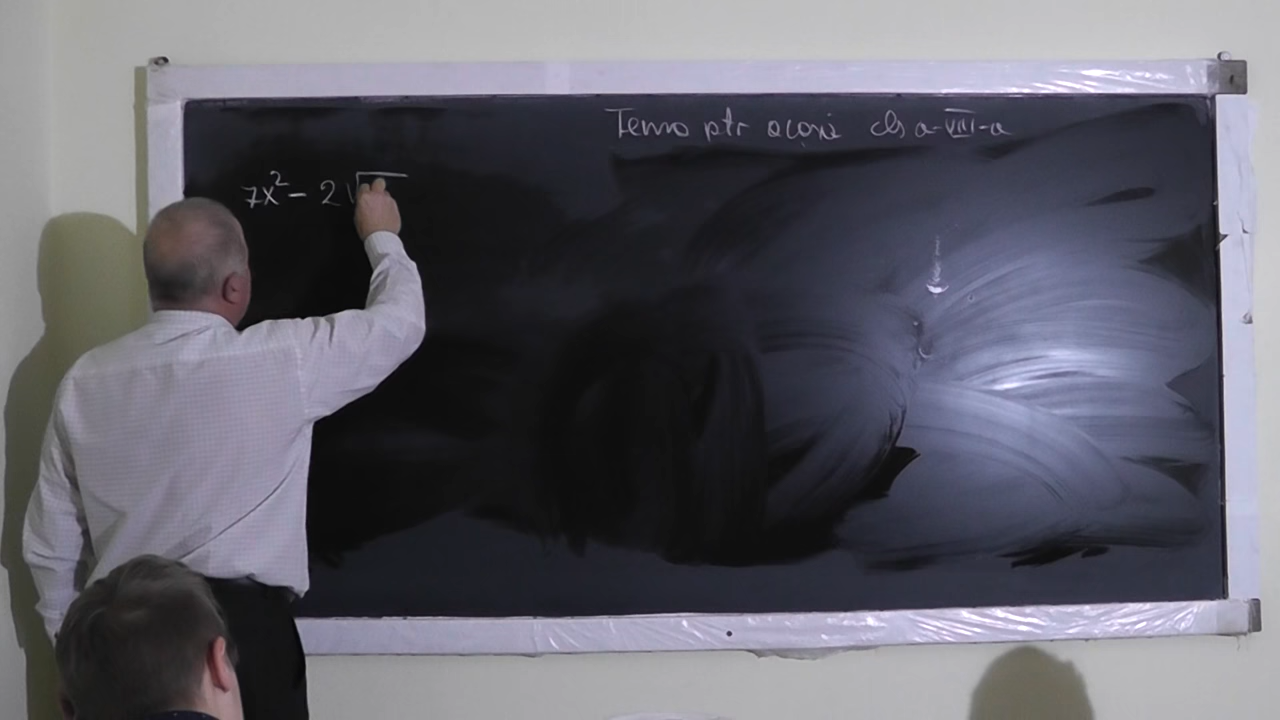 Tema ptr acasă cls a-VIII-a
7x² - 2√